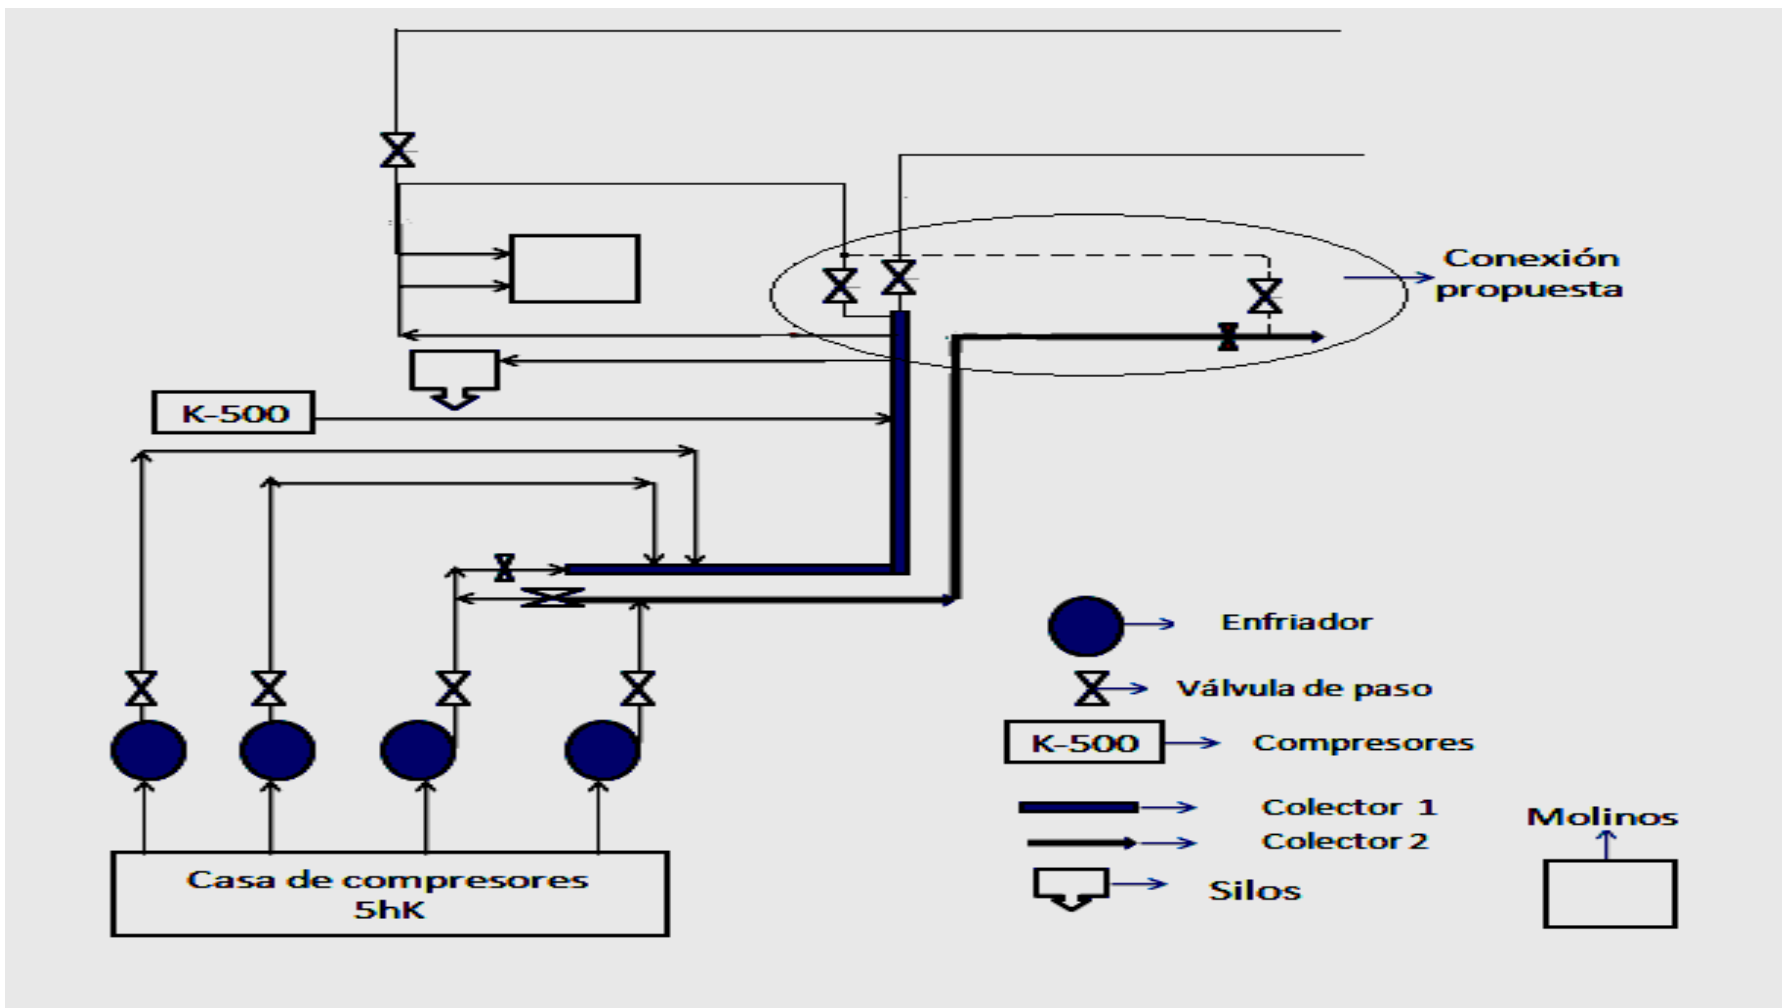 Conexión
propuesta
K-500
Enfriador
Válvula de paso
K-500
Compresores
Colector 1
Colector 2
Silos
Molinos
Casa de compresores
5hK